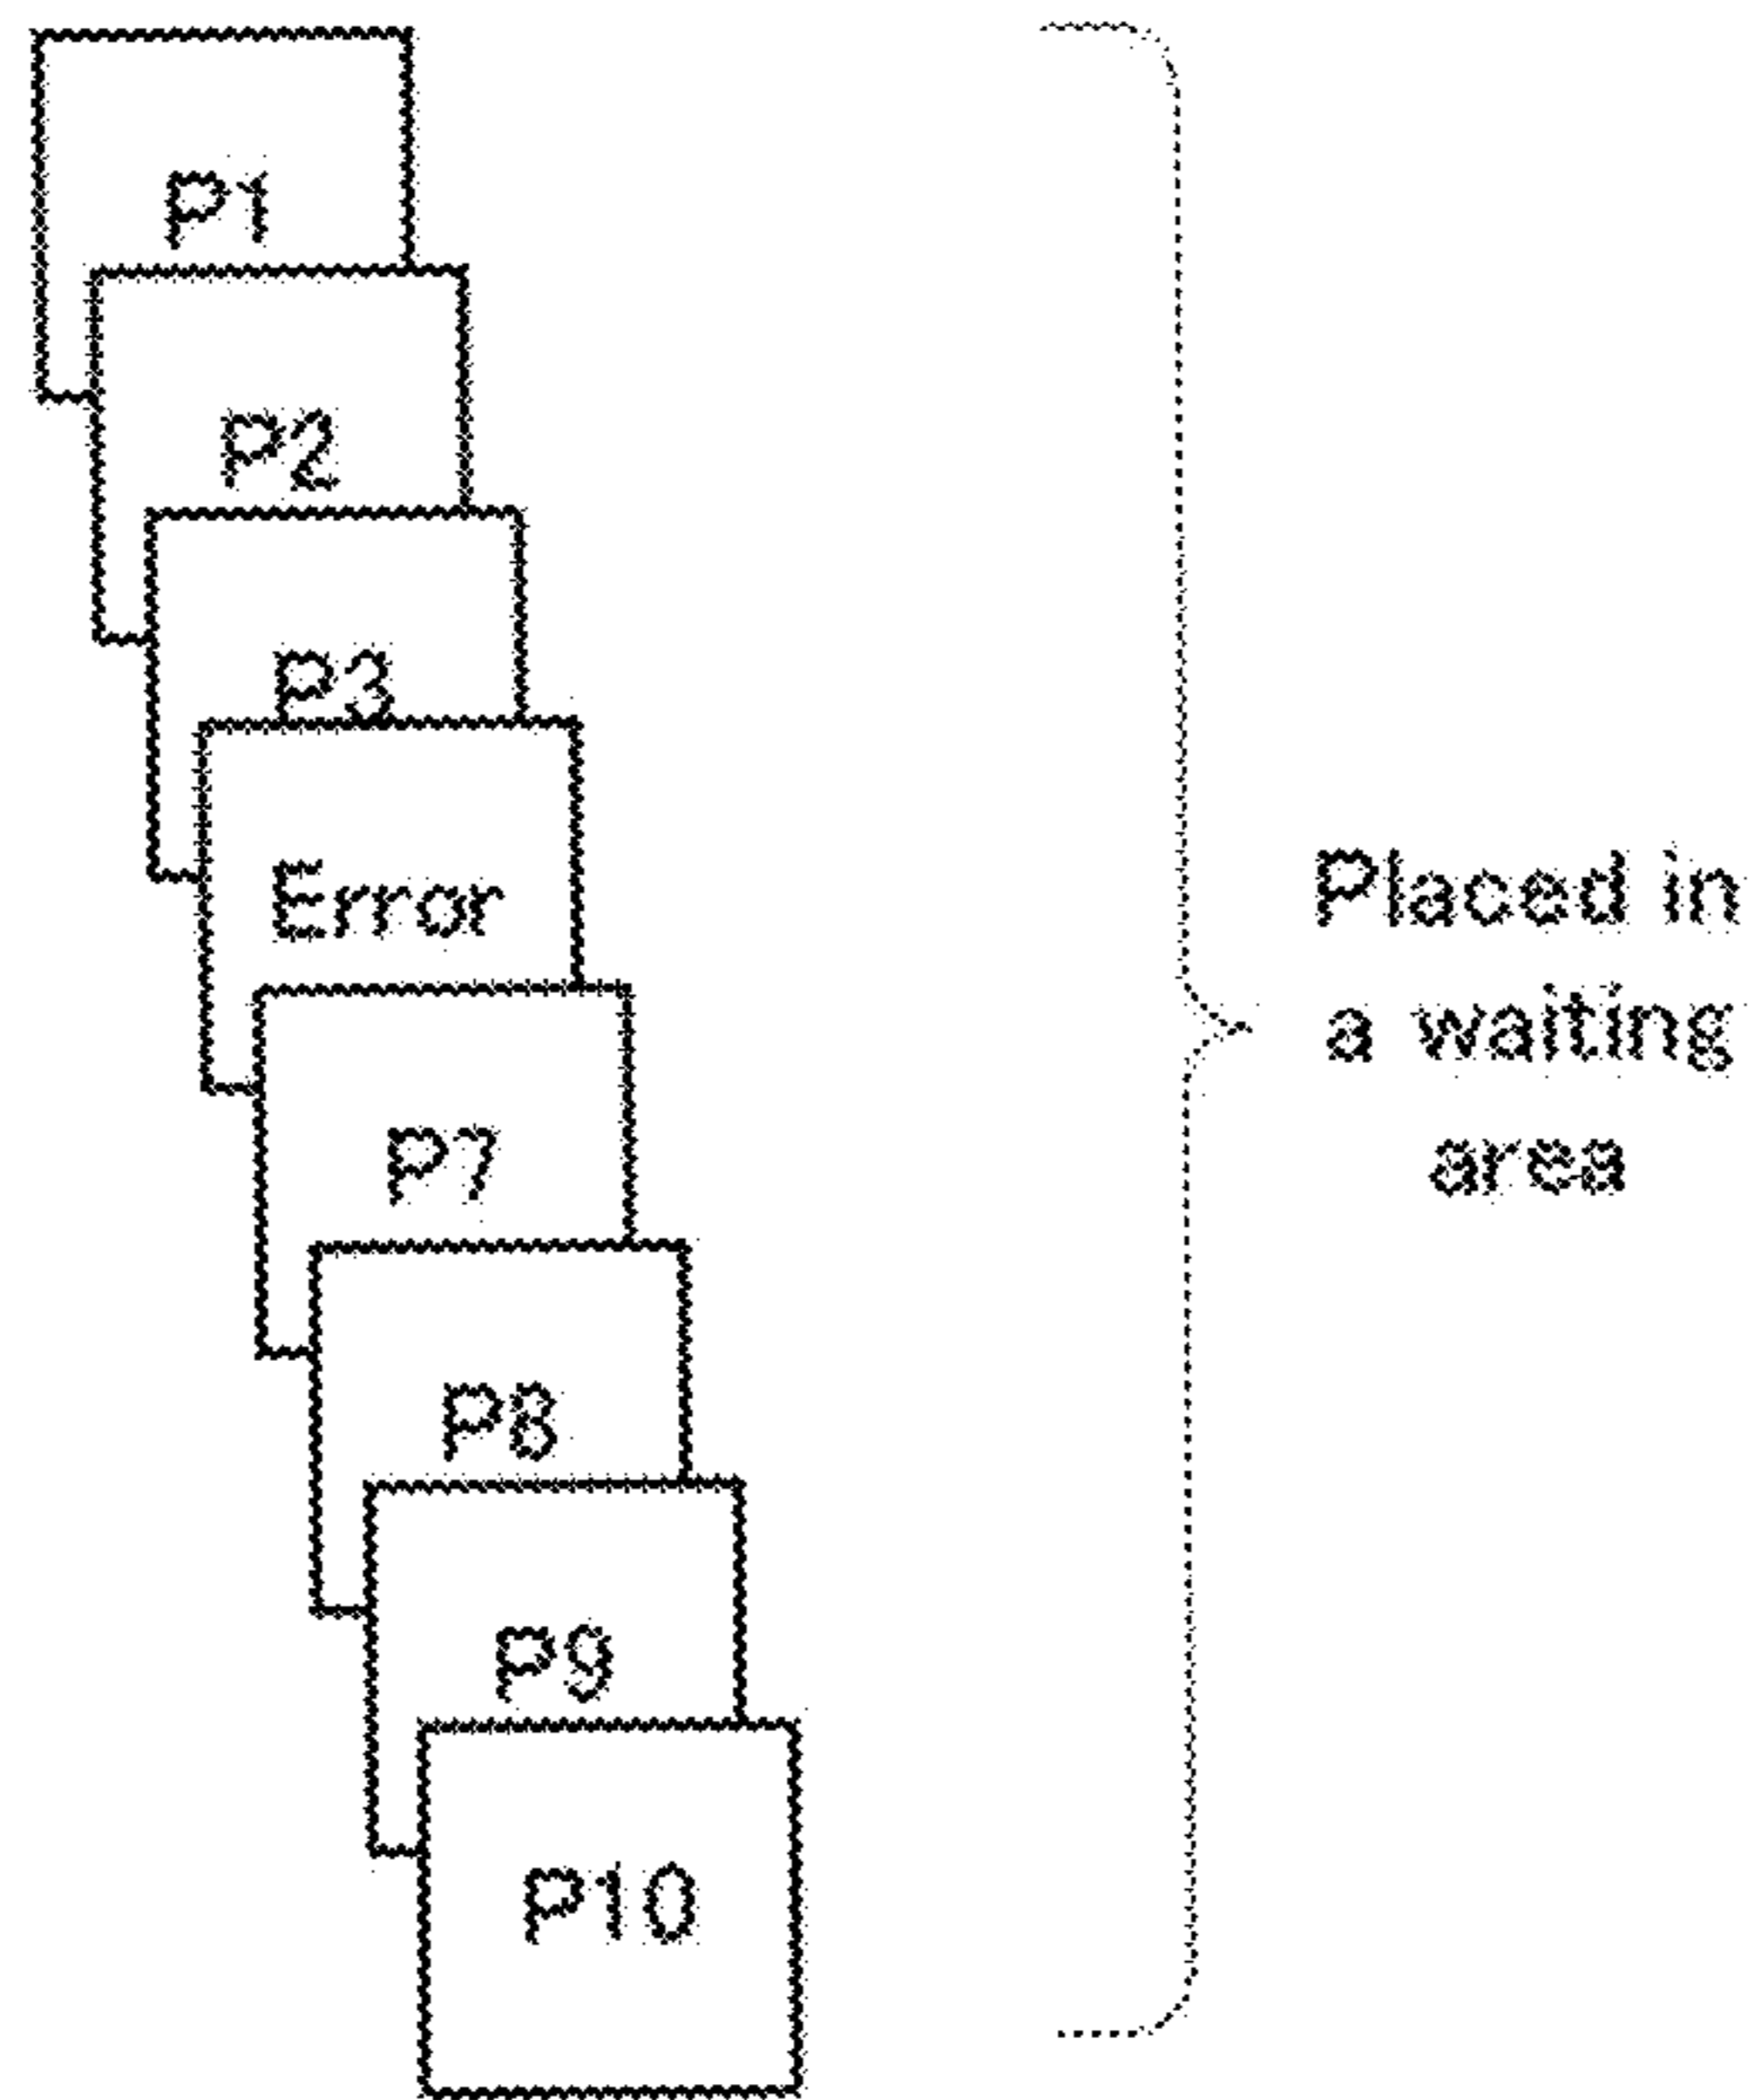 P1
P2
P3
Error
P7
P8
P9
P10
Placed in
a waiting
area